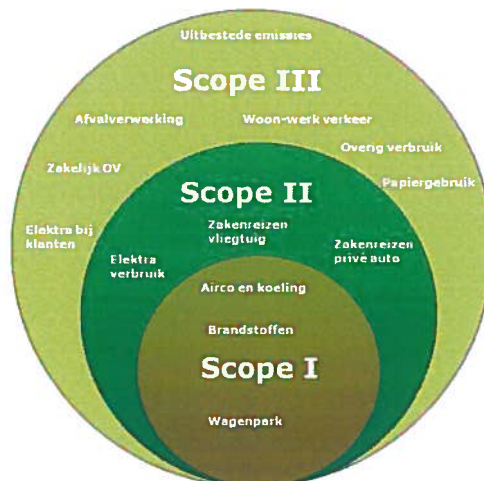 Uitbestede emissies
Scope III
Afvalverwerking
Woon-werk verkeer
Overig verbruik
Zakelijk OV
Papiergebruik
Scope II
Zakenreizen
vliegtuig
Elektra bij
klanten
Zakenreizen
privé auto
Elektra
verbruik
Airco en koeling
Brandstoffen
Scope I
Wagenpark